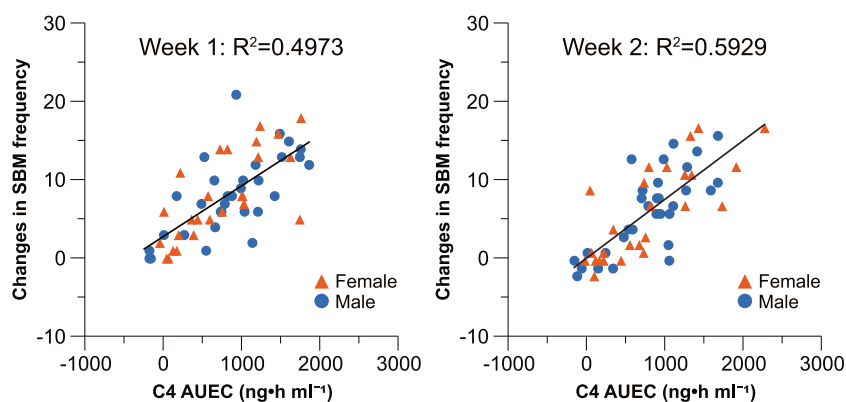 Week 1: R²=0.4973
Changes in SBM frequency
30
20
10
0
-10
-1000 0 1000 2000 3000
C4 AUEC (ng•h ml⁻¹)
Female
Male
Week 2: R²=0.5929
Changes in SBM frequency
30
20
10
0
-10
-1000 0 1000 2000 3000
C4 AUEC (ng•h ml⁻¹)
Female
Male